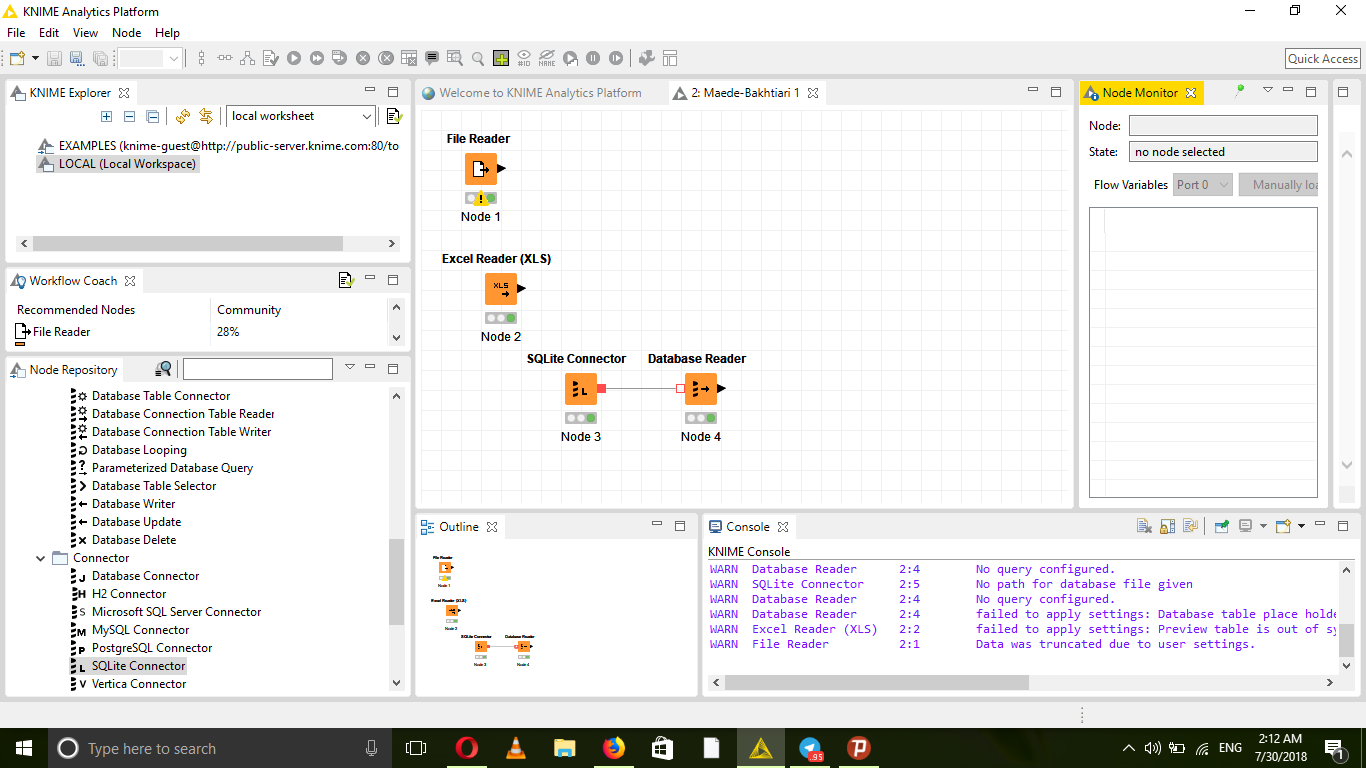 KNIME Analytics Platform
File Edit View Node Help
Quick Access
KNIME Explorer
local worksheet
EXAMPLES (knime-guest@http://public-server.knime.com:80/to
LOCAL (Local Workspace)
Workflow Coach
Recommended Nodes Community
File Reader 28%
Node Repository
Database Table Connector
Database Connection Table Reader
Database Connection Table Writer
Database Looping
Parameterized Database Query
Database Table Selector
Database Writer
Database Update
Database Delete
Connector
Database Connector
H2 Connector
Microsoft SQL Server Connector
MySQL Connector
PostgreSQL Connector
SQLite Connector
Vertica Connector
Welcome to KNIME Analytics Platform
2: Maede-Bakhtiari 1
File Reader
Node 1
Excel Reader (XLS)
XLS
Node 2
SQLite Connector Database Reader
Node 3 Node 4
Node Monitor
Node:
State: no node selected
Flow Variables Port 0 Manually loa
Outline
File Reader
Node 1
Excel Reader (XLS)
Node 2
SQLite Connector Database Reader
Node 3 Node 4
Console
KNIME Console
WARN Database Reader 2:4 No query configured.
WARN SQLite Connector 2:5 No path for database file given
WARN Database Reader 2:4 No query configured.
WARN Database Reader 2:4 failed to apply settings: Database table place holde
WARN Excel Reader (XLS) 2:2 failed to apply settings: Preview table is out of sy
WARN File Reader 2:1 Data was truncated due to user settings.
Type here to search
95
ENG
2:12 AM
7/30/2018
1